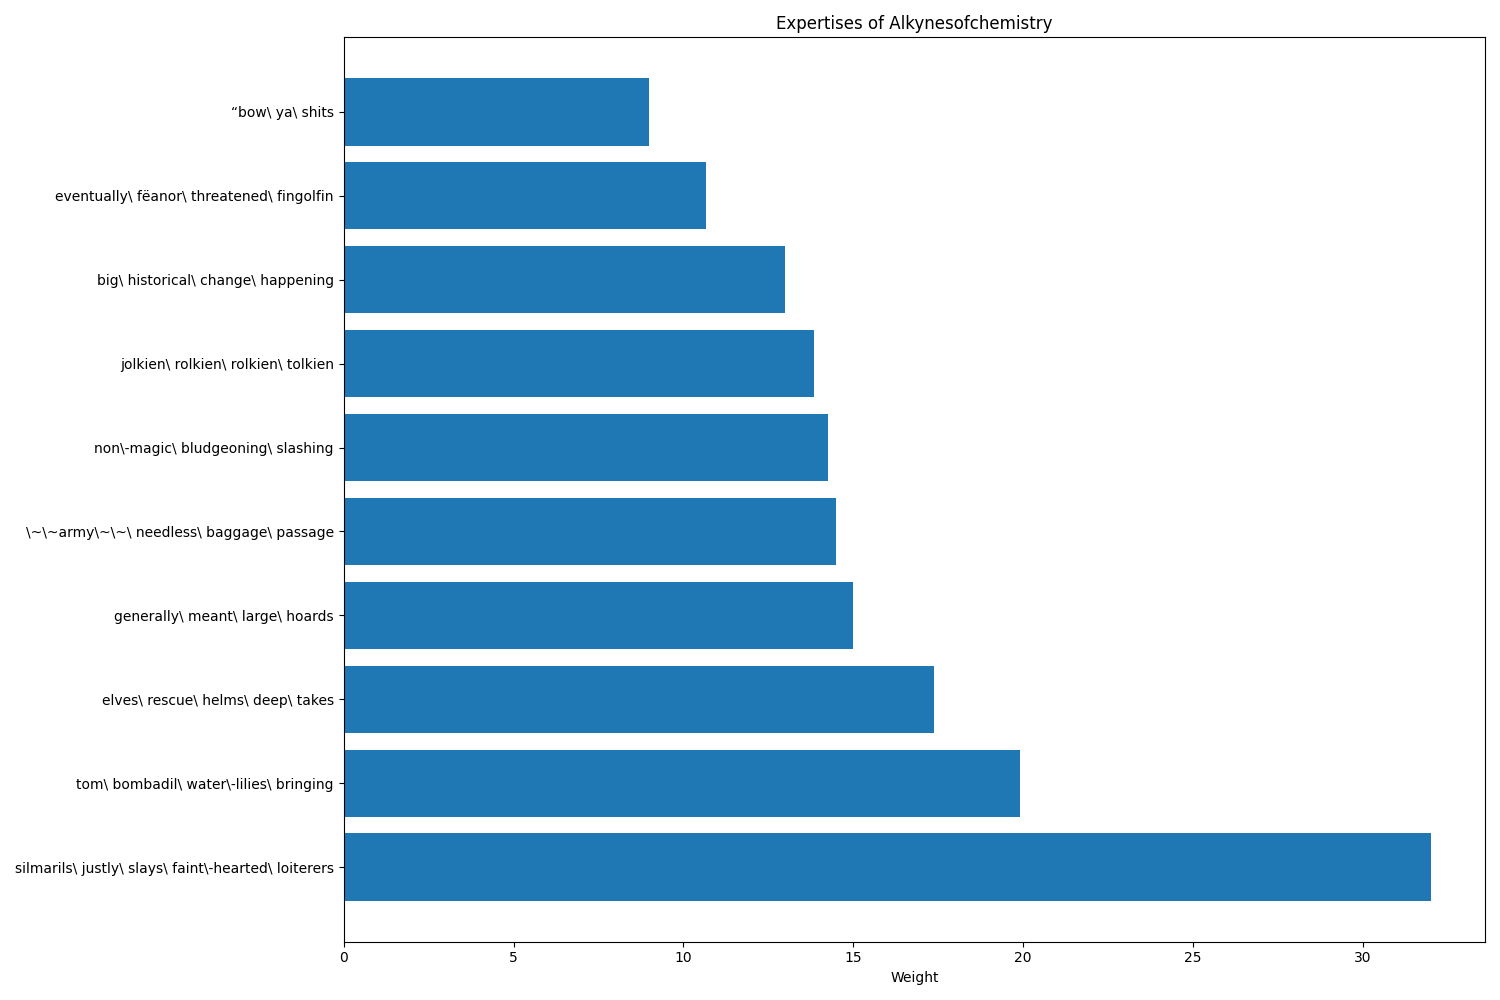 Expertises of Alkynesofchemistry
“bow\ ya\ shits
eventually\ fëanor\ threatened\ fingolfin
big\ historical\ change\ happening
jolkien\ rolkien\ rolkien\ tolkien
non\-magic\ bludgeoning\ slashing
\~\~army\~\~\ needless\ baggage\ passage
generally\ meant\ large\ hoards
elves\ rescue\ helms\ deep\ takes
tom\ bombadil\ water\-lilies\ bringing
silmarils\ justly\ slays\ faint\-hearted\ loiterers
0 5 10 15 20 25 30
Weight